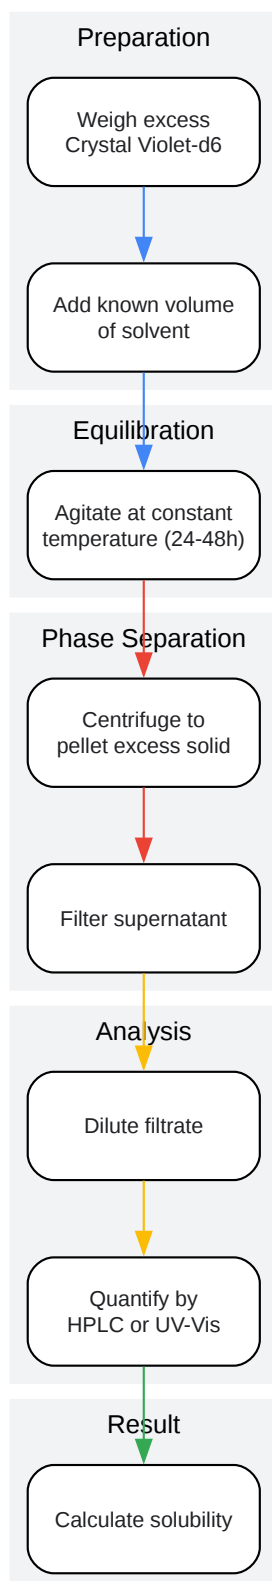 Preparation
Weigh excess
Crystal Violet-d6
Add known volume
of solvent
Equilibration
Agitate at constant
temperature (24-48h)
Phase Separation
Centrifuge to
pellet excess solid
Filter supernatant
Analysis
Dilute filtrate
Quantify by
HPLC or UV-Vis
Result
Calculate solubility